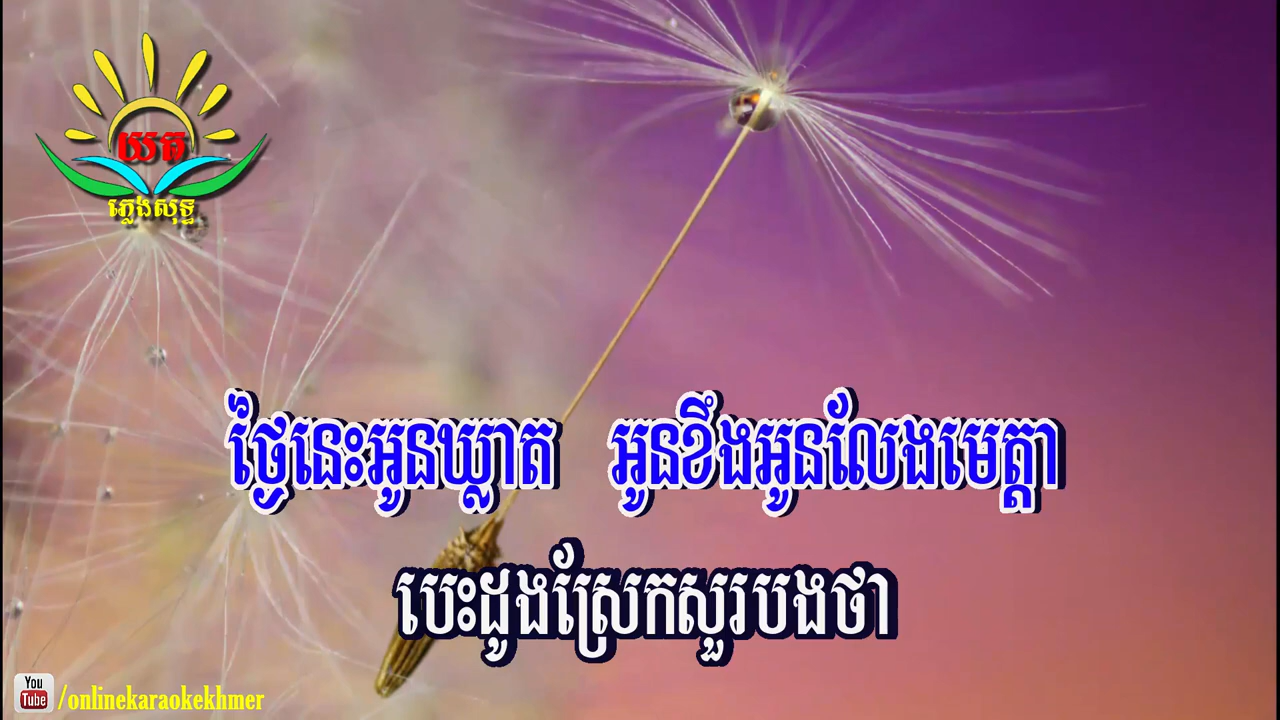 យត
ភ្លេងសុទ្ធ
ថ្ងៃនេះអូនឃ្លាត អូនខឹងអូនលែងមេត្តា
បេះដូងស្រែកសួរបងថា
You Tube /onlinekaraokekhmer